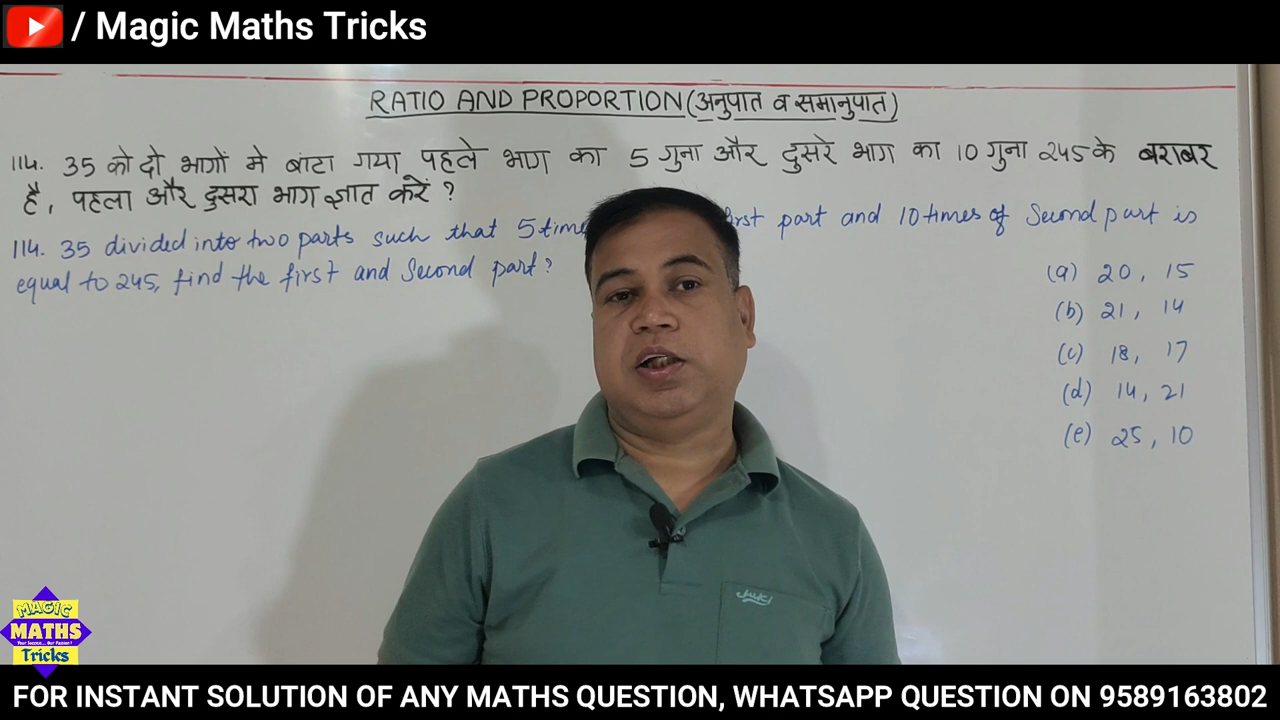 / Magic Maths Tricks
RATIO AND PROPORTION (अनुपात व समानुपात)
114. 35 को दो भागों मे बांटा गया पहले भाग का 5 गुना और दुसरे भाग का 10 गुना 245 के बराबर
है, पहला और दुसरा भाग ज्ञात करें ?
114. 35 divided into two parts such that 5 part and 10 times of Second part is
equal to 245, find the first and Second part?
(a) 20, 15
(b) 21, 14
(c) 18, 17
(d) 14, 21
(e) 25, 10
MAGIC
MATHS
Tricks
FOR INSTANT SOLUTION OF ANY MATHS QUESTION, WHATSAPP QUESTION ON 9589163802